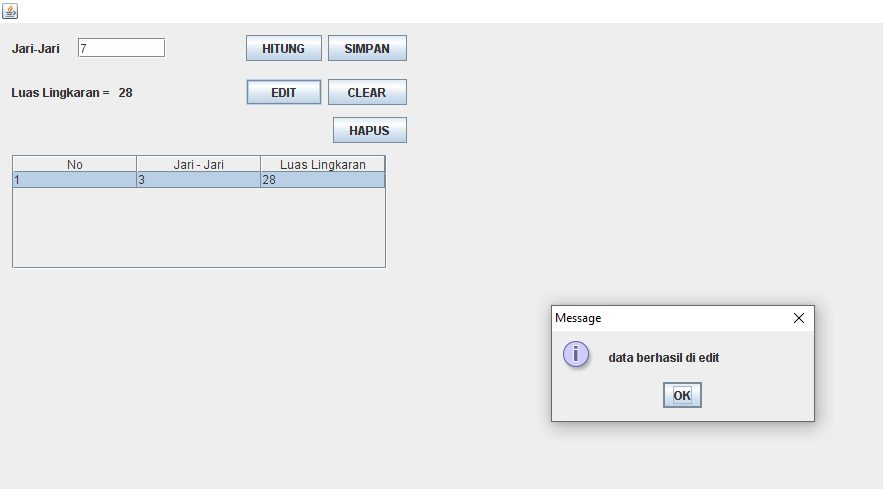 Jari-Jari 7 HITUNG SIMPAN
Luas Lingkaran = 28 EDIT CLEAR
HAPUS
No Jari - Jari Luas Lingkaran
1 3 28
Message
data berhasil di edit
OK